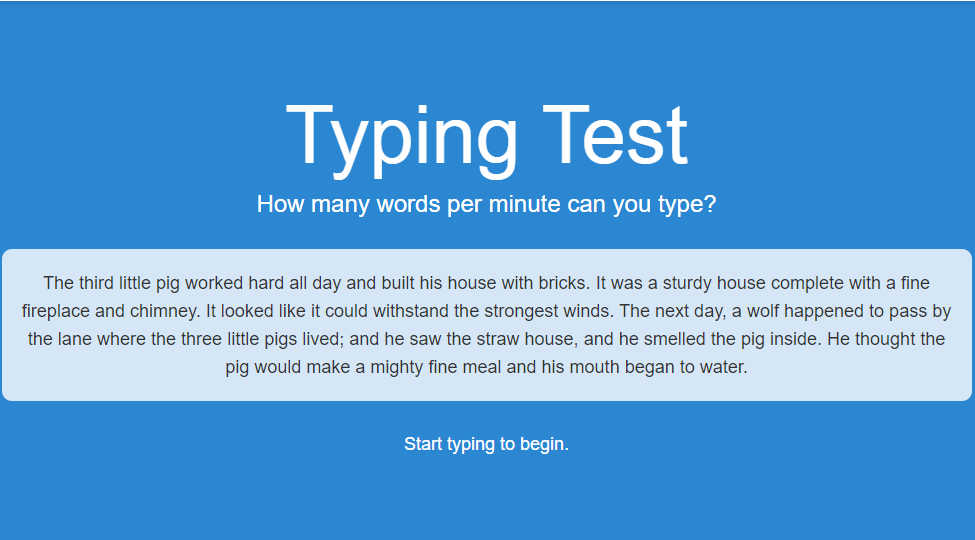 Typing Test
How many words per minute can you type?
The third little pig worked hard all day and built his house with bricks. It was a sturdy house complete with a fine
fireplace and chimney. It looked like it could withstand the strongest winds. The next day, a wolf happened to pass by
the lane where the three little pigs lived; and he saw the straw house, and he smelled the pig inside. He thought the
pig would make a mighty fine meal and his mouth began to water.
Start typing to begin.